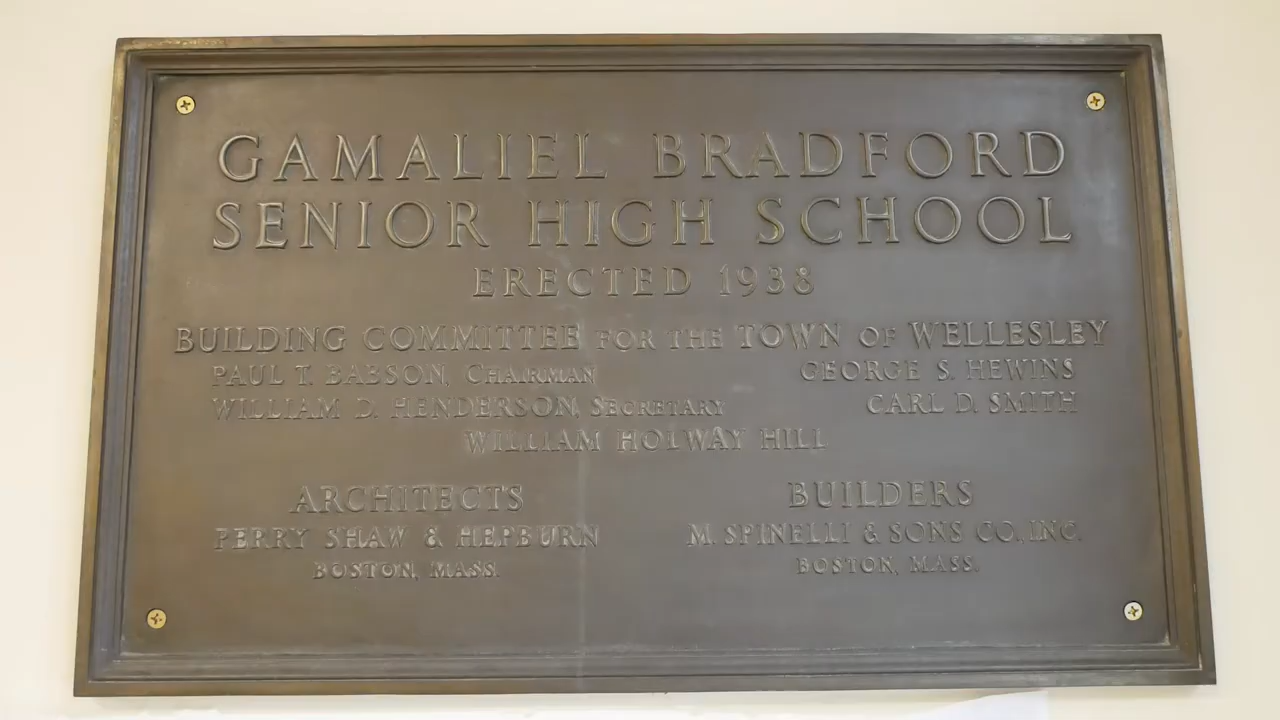 GAMALIEL BRADFORD
SENIOR HIGH SCHOOL
ERECTED 1938
BUILDING COMMITTEE FOR THE TOWN OF WELLESLEY
PAUL T. BABSON, CHAIRMAN GEORGE S. HEWINS
WILLIAM D. HENDERSON, SECRETARY CARL D. SMITH
WILLIAM HOLWAY HILL
ARCHITECTS BUILDERS
PERRY SHAW & HEPBURN M. SPINELLI & SONS CO., INC.
BOSTON, MASS. BOSTON, MASS.